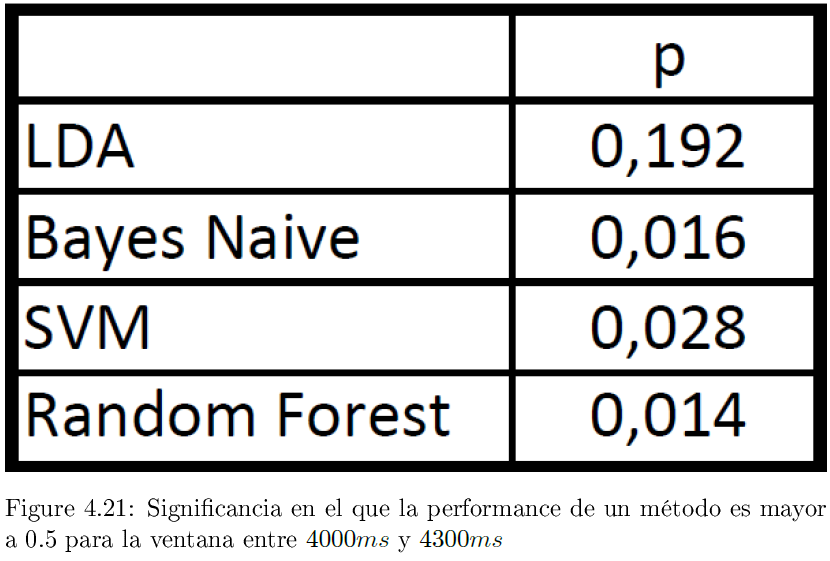 p
LDA 0,192
Bayes Naive 0,016
SVM 0,028
Random Forest 0,014
Figure 4.21: Significancia en el que la performance de un método es mayor
a 0.5 para la ventana entre 4000ms y 4300ms